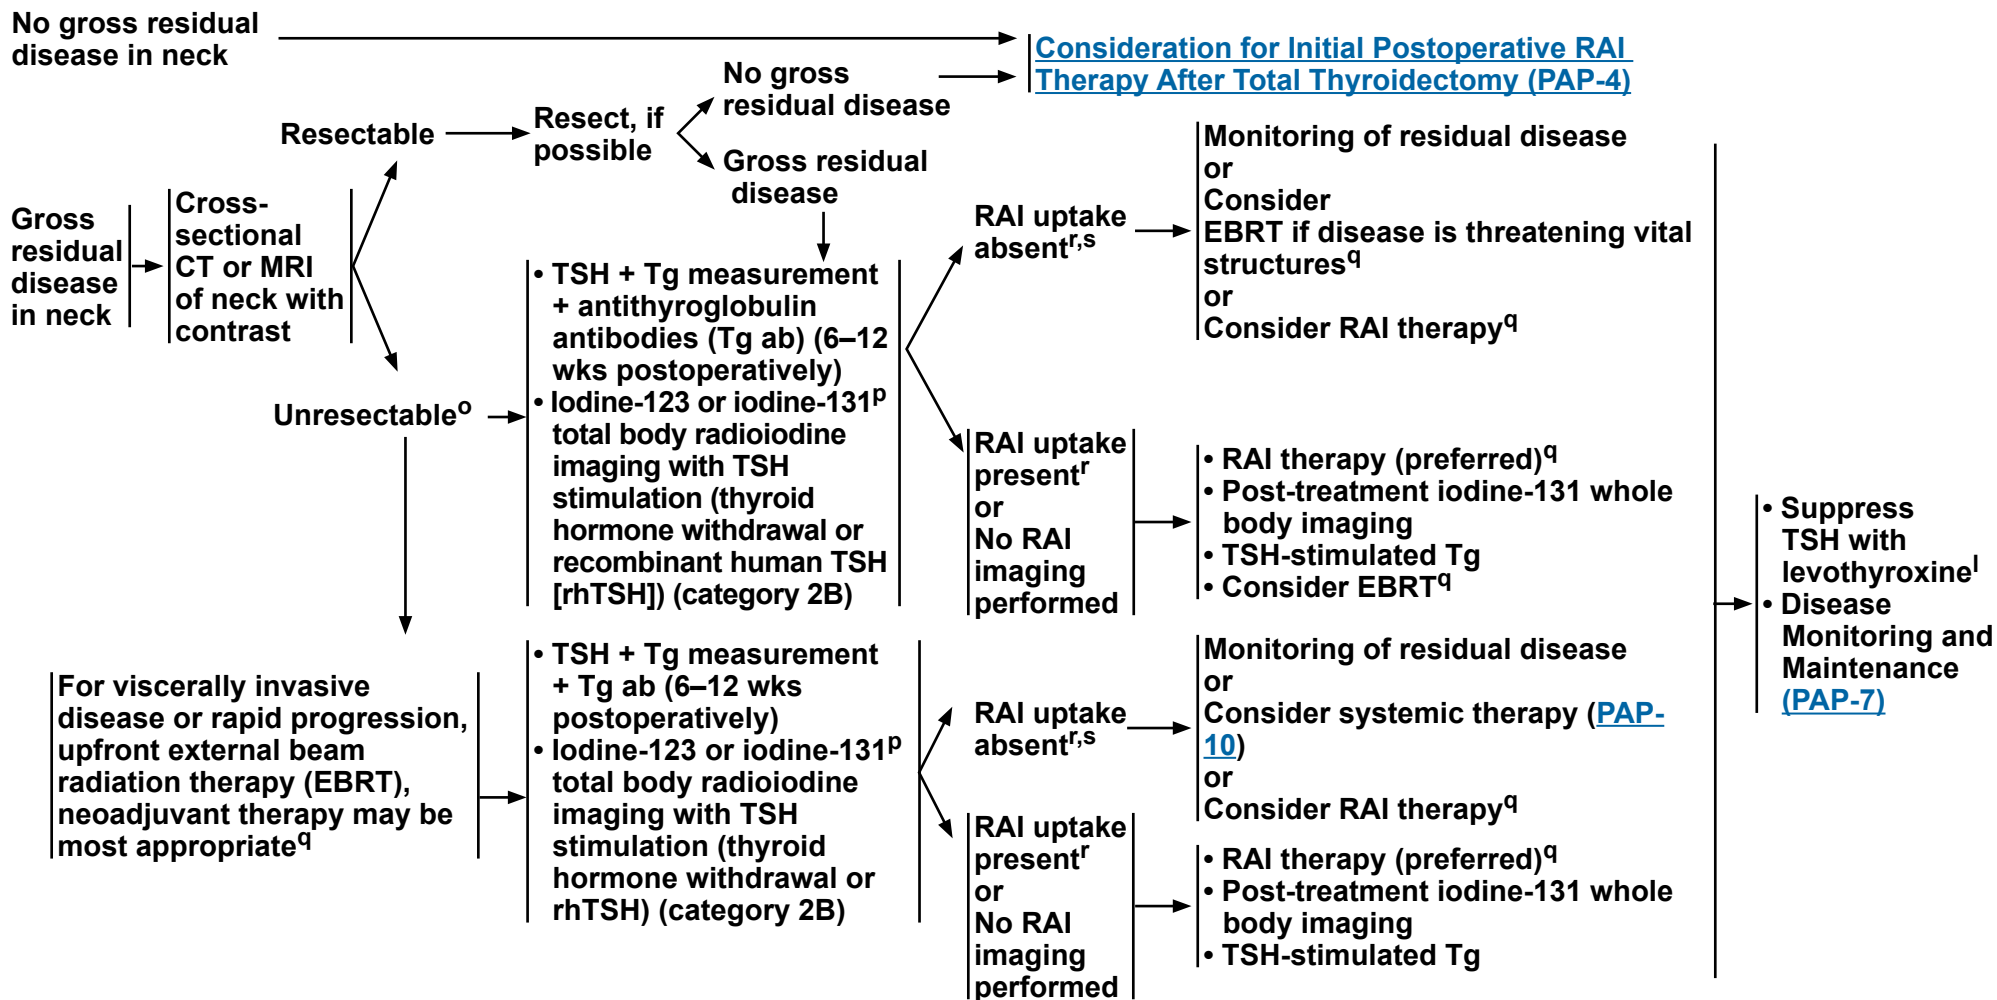 No gross residual
disease in neck
Consideration for Initial Postoperative RAI
Therapy After Total Thyroidectomy (PAP-4)
No gross
residual disease
Resectable
Resect, if
possible
Gross residual
disease
Gross
residual
disease
in neck
Cross-
sectional
CT or MRI
of neck with
contrast
Unresectableᵒ
• TSH + Tg measurement
+ antithyroglobulin
antibodies (Tg ab) (6–12
wks postoperatively)
• Iodine-123 or iodine-131ᵖ
total body radioiodine
imaging with TSH
stimulation (thyroid
hormone withdrawal or
recombinant human TSH
[rhTSH]) (category 2B)
RAI uptake
absentʳ,ˢ
Monitoring of residual disease
or
Consider
EBRT if disease is threatening vital
structures^q
or
Consider RAI therapy^q
RAI uptake
presentʳ
or
No RAI
imaging
performed
• RAI therapy (preferred)^q
• Post-treatment iodine-131 whole
body imaging
• TSH-stimulated Tg
• Consider EBRT^q
For viscerally invasive
disease or rapid progression,
upfront external beam
radiation therapy (EBRT),
neoadjuvant therapy may be
most appropriate^q
• TSH + Tg measurement
+ Tg ab (6–12 wks
postoperatively)
• Iodine-123 or iodine-131ᵖ
total body radioiodine
imaging with TSH
stimulation (thyroid
hormone withdrawal or
rhTSH) (category 2B)
RAI uptake
absentʳ,ˢ
Monitoring of residual disease
or
Consider systemic therapy (PAP-
10)
or
Consider RAI therapy^q
RAI uptake
presentʳ
or
No RAI
imaging
performed
• RAI therapy (preferred)^q
• Post-treatment iodine-131 whole
body imaging
• TSH-stimulated Tg
• Suppress
TSH with
levothyroxineˡ
• Disease
Monitoring and
Maintenance
(PAP-7)